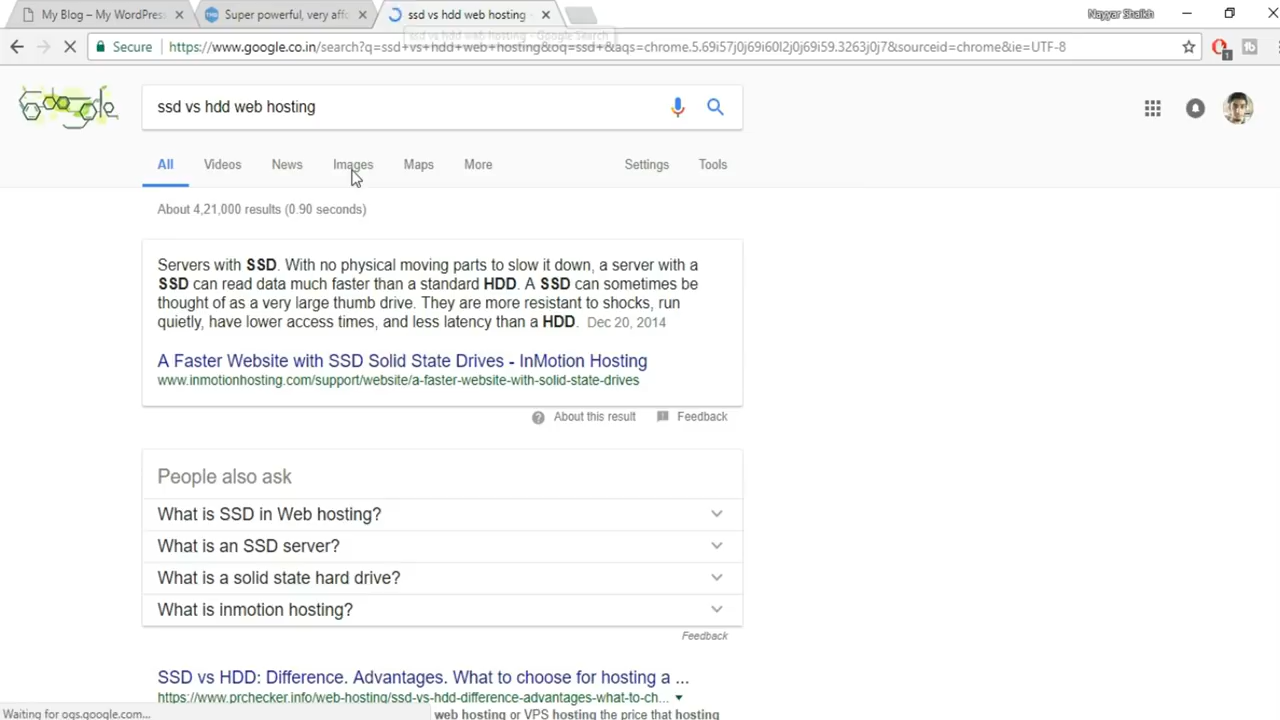 My Blog – My WordPress
Super powerful, very affo
ssd vs hdd web hosting -
Nayyar Shaikh
Secure
https://www.google.co.in/search?q=ssd+vs+hdd+web+hosting&oq=ssd+&aqs=chrome.5.69i57j0j69i60l2j0j69i59.3263j0j7&sourceid=chrome&ie=UTF-8
ssd vs hdd web hosting - Google Search
ssd vs hdd web hosting
All Videos News Images Maps More Settings Tools
About 4,21,000 results (0.90 seconds)
Servers with SSD. With no physical moving parts to slow it down, a server with a
SSD can read data much faster than a standard HDD. A SSD can sometimes be
thought of as a very large thumb drive. They are more resistant to shocks, run
quietly, have lower access times, and less latency than a HDD. Dec 20, 2014
A Faster Website with SSD Solid State Drives - InMotion Hosting
www.inmotionhosting.com/support/website/a-faster-website-with-solid-state-drives
About this result Feedback
People also ask
What is SSD in Web hosting?
What is an SSD server?
What is a solid state hard drive?
What is inmotion hosting?
Feedback
SSD vs HDD: Difference. Advantages. What to choose for hosting a ...
https://www.prchecker.info/web-hosting/ssd-vs-hdd-difference-advantages-what-to-ch...
Waiting for ogs.google.com...
web hosting or VPS hosting the price that hosting